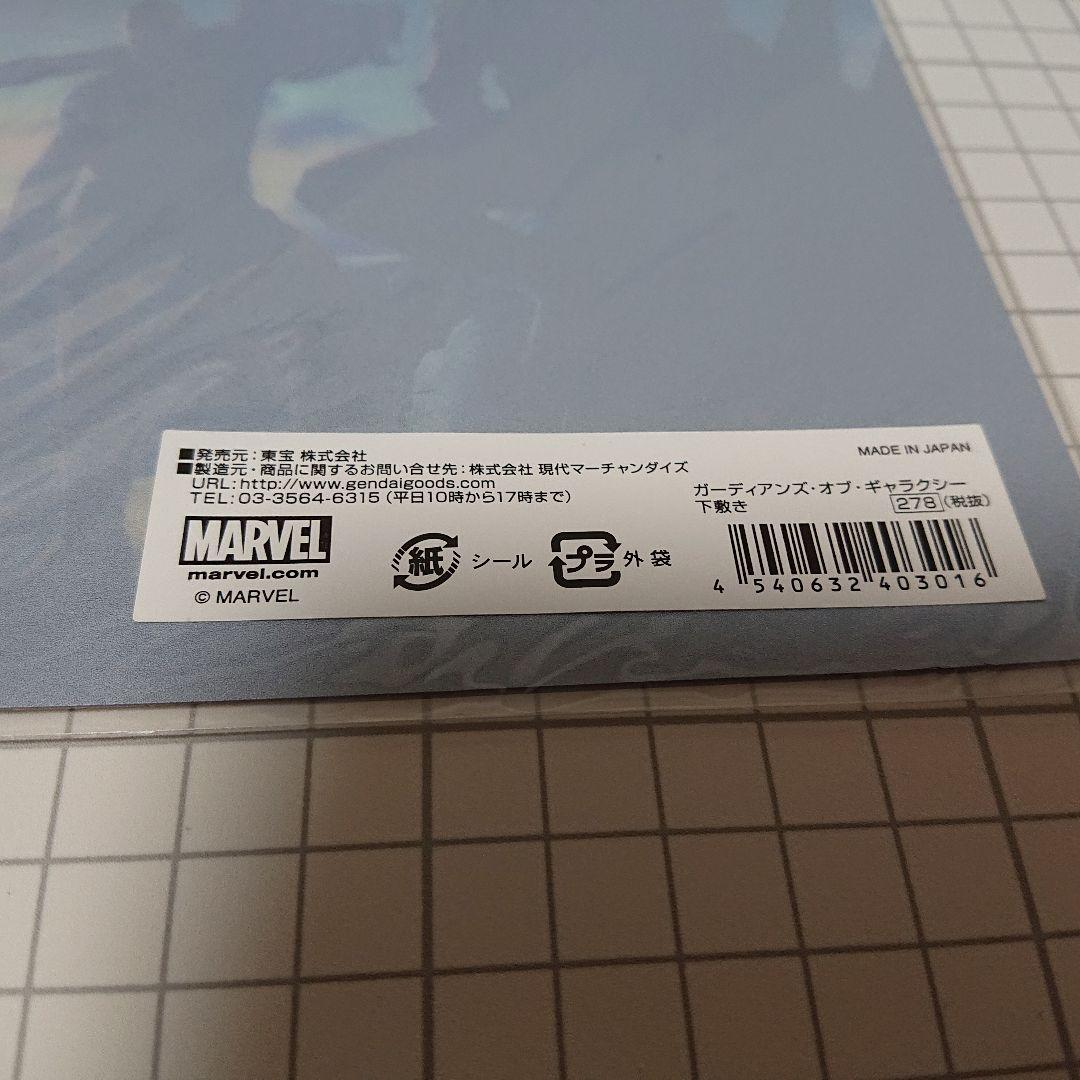 ■発売元：東宝 株式会社
■製造元・商品に関するお問い合せ先：株式会社 現代マーチャンダイズ
URL：http://www.gendaigoods.com
TEL：03-3564-6315（平日10時から17時まで）
MADE IN JAPAN
ガーディアンズ・オブ・ギャラクシー
下敷き 278（税抜）
MARVEL
marvel.com
© MARVEL
紙 シール
プラ 外袋
4 540632 403016